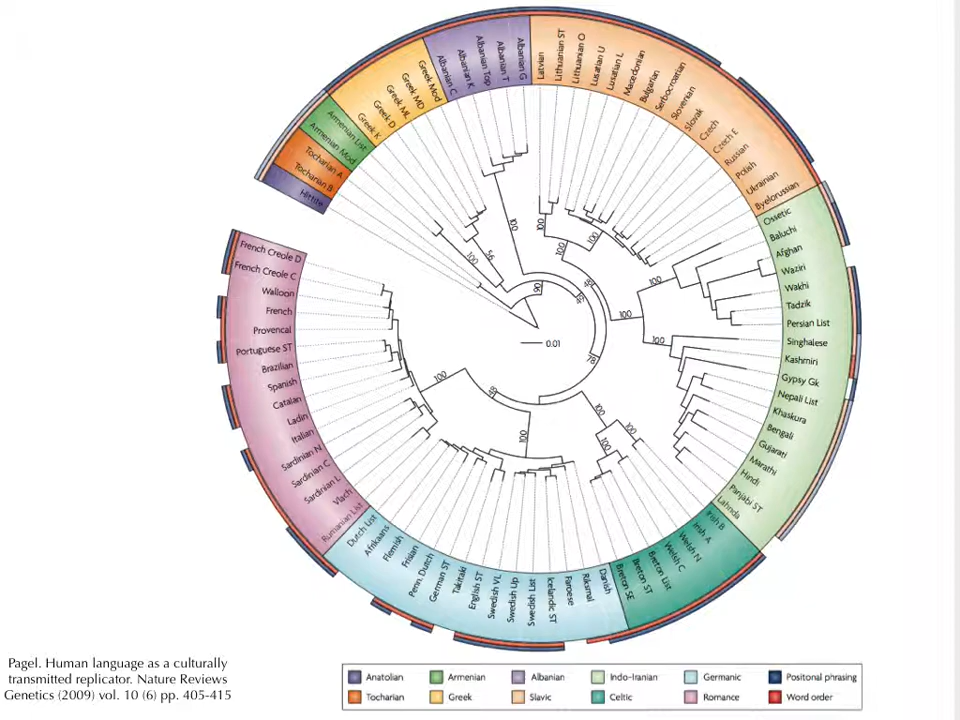 Hittite
Tocharian B
Tocharian A
Armenian Mod
Armenian List
Greek K
Greek D
Greek ML
Greek MD
Greek Mod
Albanian C
Albanian K
Albanian Top
Albanian T
Albanian G
Latvian
Lithuanian ST
Lithuanian O
Lusatian U
Lusatian L
Macedonian
Bulgarian
Serbocroatian
Slovenian
Slovak
Czech
Czech E
Russian
Polish
Ukrainian
Byelorussian
Ossetic
Baluchi
Afghan
Waziri
Wakhi
Tadzik
Persian List
Singhalese
Kashmiri
Gypsy Gk
Nepali List
Khaskura
Bengali
Gujarati
Marathi
Hindi
Panjabi ST
Lahnda
Irish B
Irish A
Welsh N
Welsh C
Breton List
Breton ST
Breton SE
Danish
Riksmal
Faroese
Icelandic ST
Swedish List
Swedish Up
Swedish VL
English ST
Takitaki
German ST
Penn. Dutch
Frisian
Flemish
Afrikaans
Dutch List
Rumanian List
Vlach
Sardinian L
Sardinian C
Sardinian N
Italian
Ladin
Catalan
Spanish
Brazilian
Portuguese ST
Provencal
French
Walloon
French Creole C
French Creole D
100
56
100
100
100
100
100
100
100
90
78
100
100
100
100
100
0.01
Pagel. Human language as a culturally
transmitted replicator. Nature Reviews
Genetics (2009) vol. 10 (6) pp. 405-415
Anatolian
Armenian
Albanian
Indo-Iranian
Germanic
Positonal phrasing
Tocharian
Greek
Slavic
Celtic
Romance
Word order